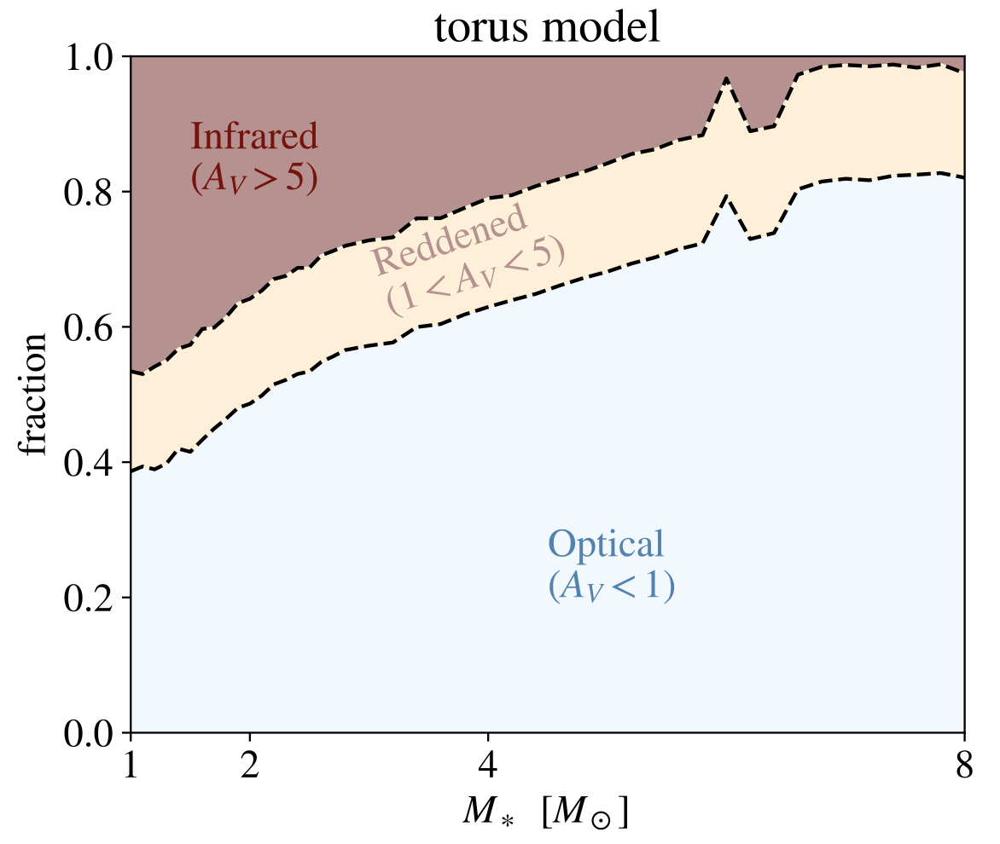 torus model
1.0
0.8
0.6
0.4
0.2
0.0
fraction
Infrared
(A_V > 5)
Reddened
(1 < A_V < 5)
Optical
(A_V < 1)
1 2 4 8
M_* [M_⊙]